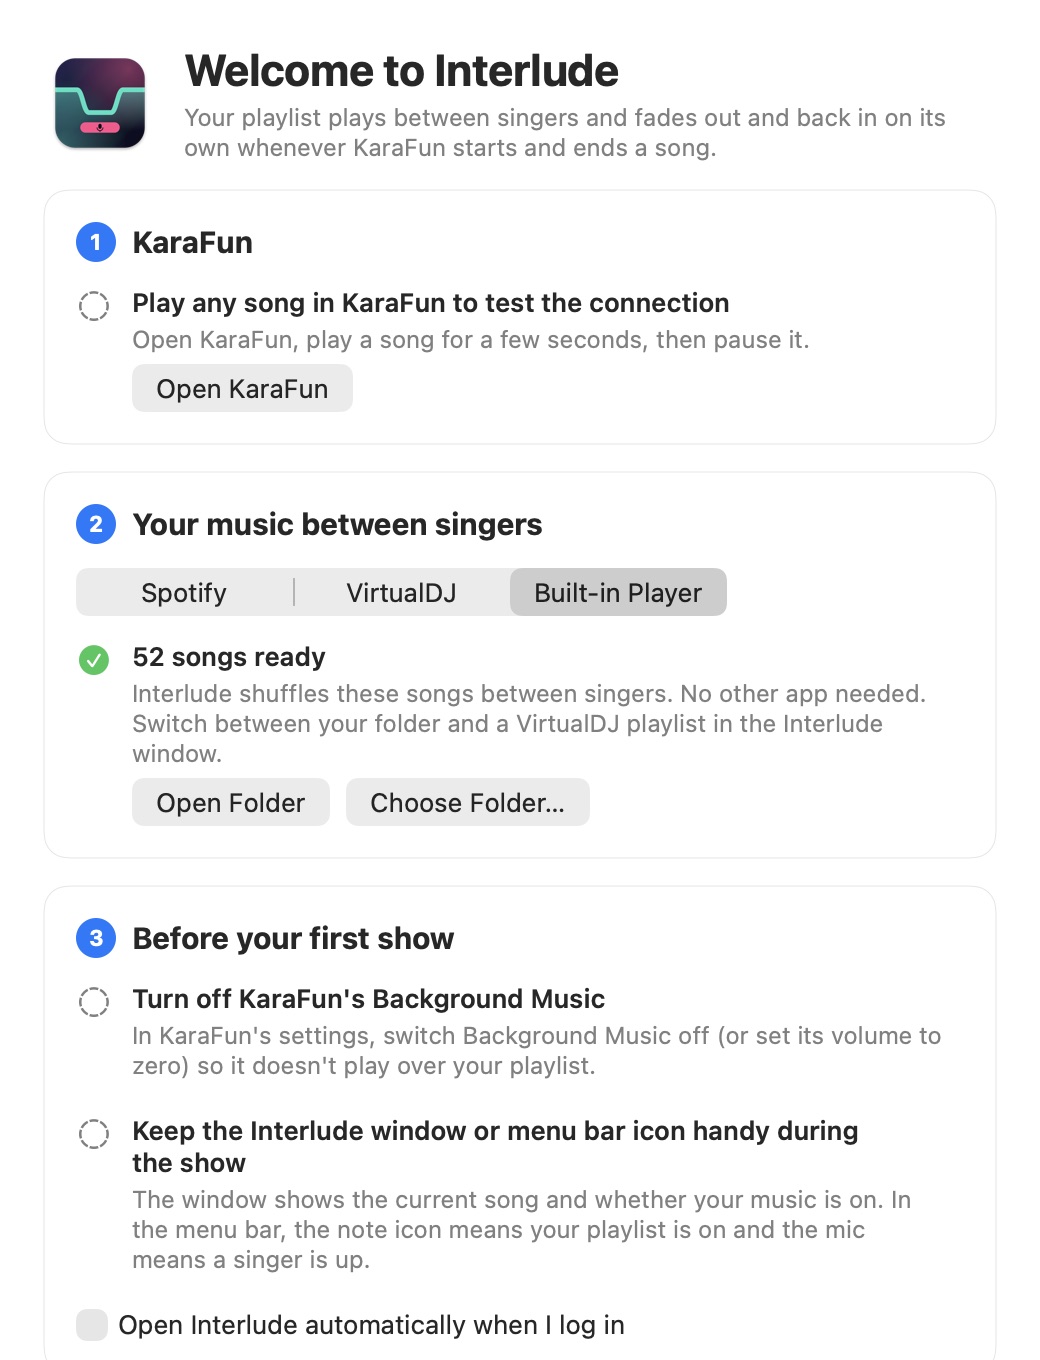 Welcome to Interlude
Your playlist plays between singers and fades out and back in on its
own whenever KaraFun starts and ends a song.
1 KaraFun
Play any song in KaraFun to test the connection
Open KaraFun, play a song for a few seconds, then pause it.
Open KaraFun
2 Your music between singers
Spotify VirtualDJ Built-in Player
52 songs ready
Interlude shuffles these songs between singers. No other app needed.
Switch between your folder and a VirtualDJ playlist in the Interlude
window.
Open Folder Choose Folder...
3 Before your first show
Turn off KaraFun's Background Music
In KaraFun's settings, switch Background Music off (or set its volume to
zero) so it doesn't play over your playlist.
Keep the Interlude window or menu bar icon handy during
the show
The window shows the current song and whether your music is on. In
the menu bar, the note icon means your playlist is on and the mic
means a singer is up.
Open Interlude automatically when I log in